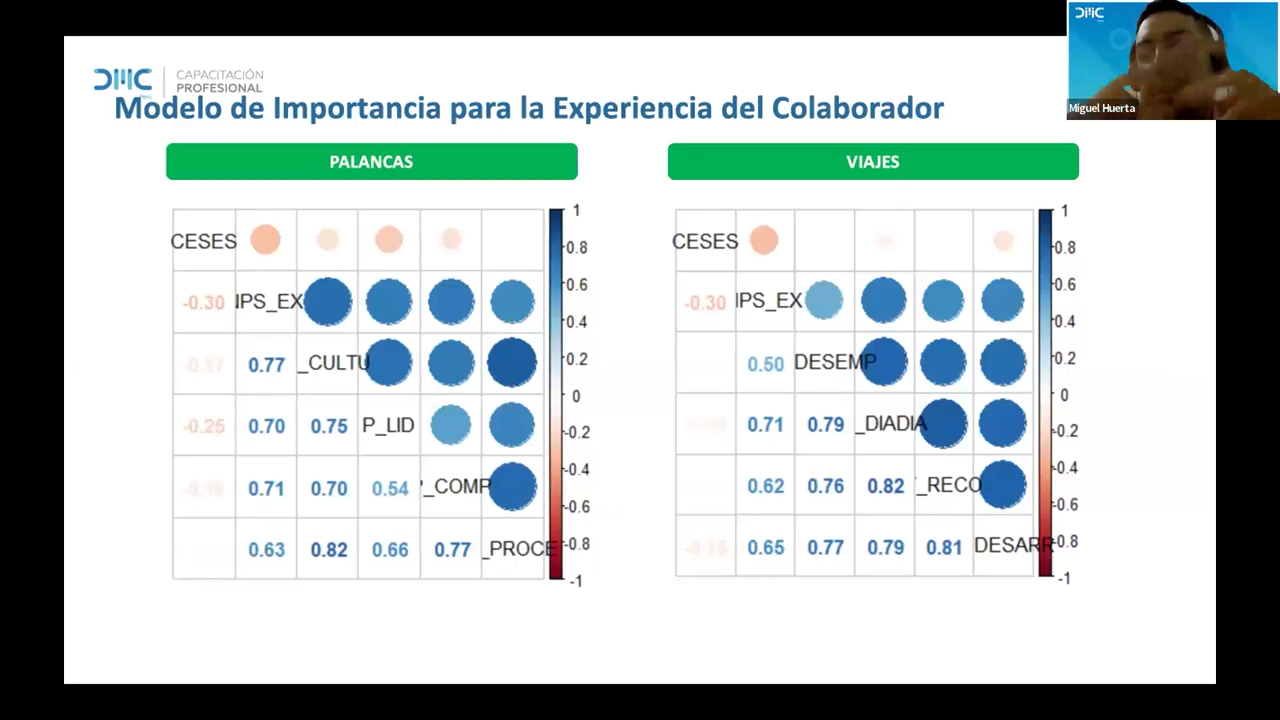 DMC
Miguel Huerta
DMC CAPACITACIÓN
PROFESIONAL
Modelo de Importancia para la Experiencia del Colaborador
PALANCAS
CESES
-0.30 IPS_EX
0.77 _CULTU
-0.25 0.70 0.75 P_LID
0.71 0.70 0.54 _COMP
0.63 0.82 0.66 0.77 _PROCE
1
0.8
0.6
0.4
0.2
0
-0.2
-0.4
-0.6
-0.8
-1
VIAJES
CESES
-0.30 IPS_EX
0.50 DESEMP
0.71 0.79 _DIADIA
0.62 0.76 0.82 _RECO
0.65 0.77 0.79 0.81 DESARR
1
0.8
0.6
0.4
0.2
0
-0.2
-0.4
-0.6
-0.8
-1